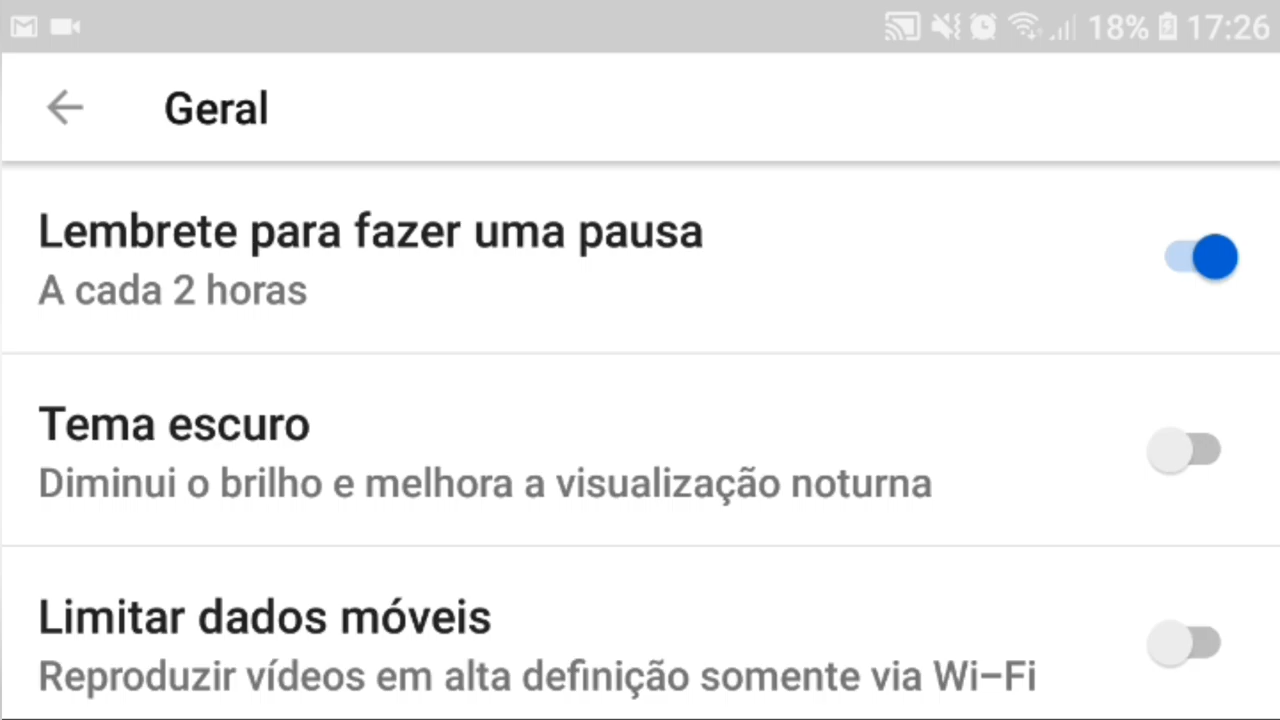 18% 17:26
Geral
Lembrete para fazer uma pausa
A cada 2 horas
Tema escuro
Diminui o brilho e melhora a visualização noturna
Limitar dados móveis
Reproduzir vídeos em alta definição somente via Wi–Fi